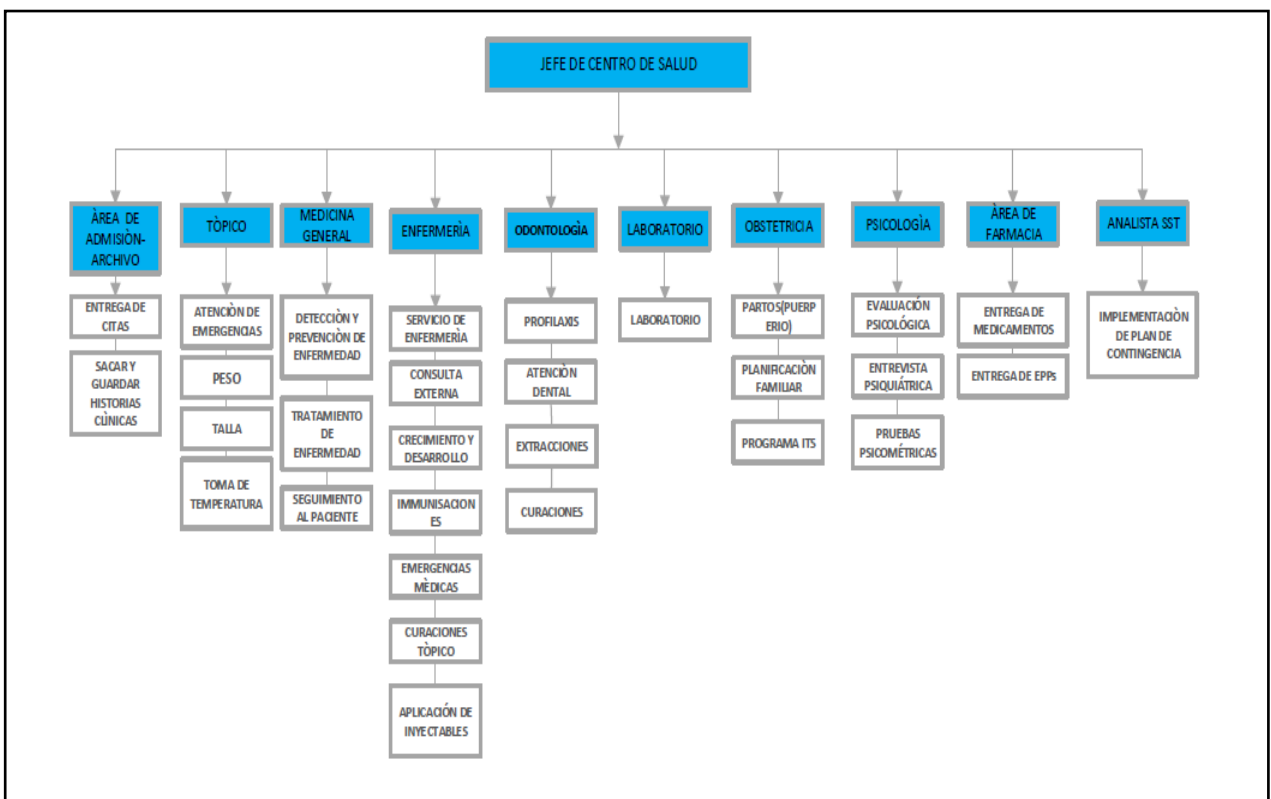 JEFE DE CENTRO DE SALUD
ÀREA DE
ADMISIÒN-
ARCHIVO
ENTREGA DE
CITAS
SACAR Y
GUARDAR
HISTORIAS
CLÌNICAS
TÒPICO
ATENCIÒN DE
EMERGENCIAS
PESO
TALLA
TOMA DE
TEMPERATURA
MEDICINA
GENERAL
DETECCIÒN Y
PREVENCIÒN DE
ENFERMEDAD
TRATAMIENTO
DE
ENFERMEDAD
SEGUIMIENTO
AL PACIENTE
ENFERMERÌA
SERVICIO DE
ENFERMERÌA
CONSULTA
EXTERNA
CRECIMIENTO Y
DESARROLLO
IMMUNISACION
ES
EMERGENCIAS
MÈDICAS
CURACIONES
TÒPICO
APLICACIÓN DE
INYECTABLES
ODONTOLOGÌA
PROFILAXIS
ATENCIÒN
DENTAL
EXTRACCIONES
CURACIONES
LABORATORIO
LABORATORIO
OBSTETRICIA
PARTOS(PUERP
ERIO)
PLANIFICACIÒN
FAMILIAR
PROGRAMA ITS
PSICOLOGÌA
EVALUACIÓN
PSICOLÓGICA
ENTREVISTA
PSIQUIÁTRICA
PRUEBAS
PSICOMÉTRICAS
ÀREA DE
FARMACIA
ENTREGA DE
MEDICAMENTOS
ENTREGA DE EPPs
ANALISTA SST
IMPLEMENTACIÒN
DE PLAN DE
CONTINGENCIA